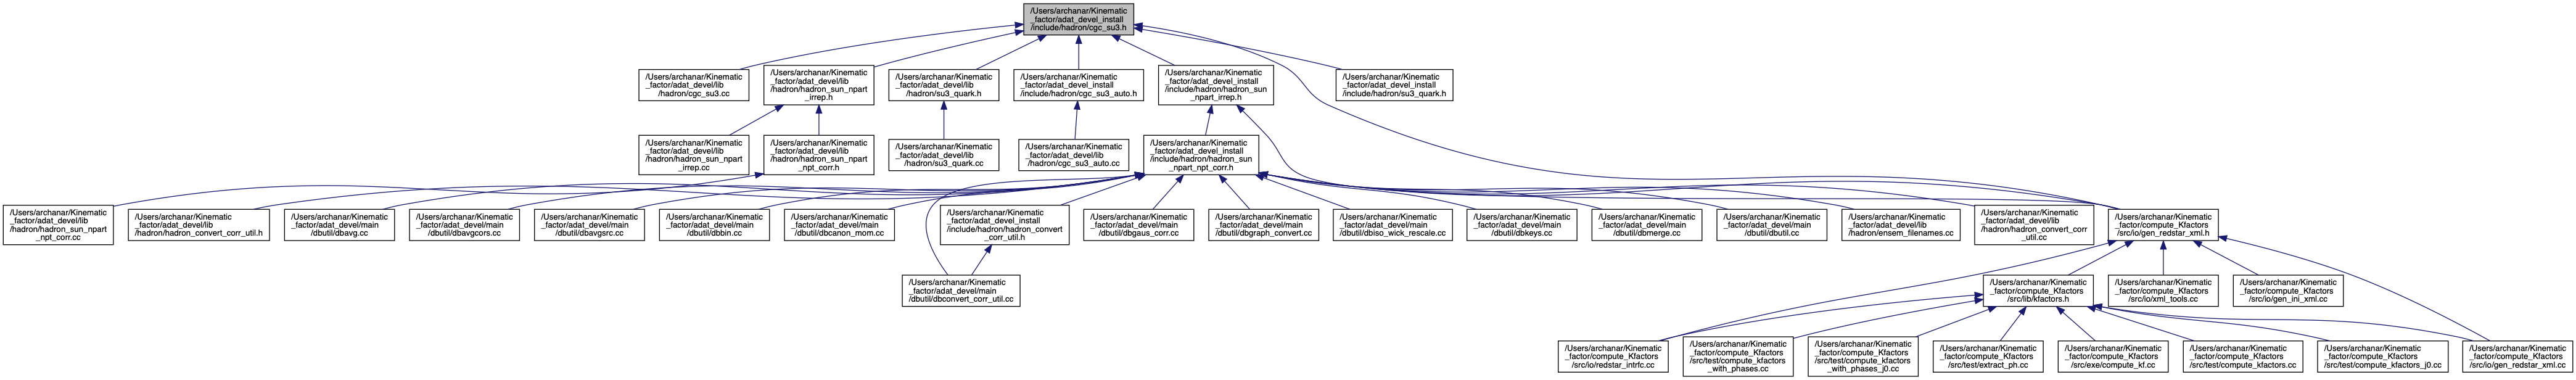 /Users/archanar/Kinematic
_factor/adat_devel_install
/include/hadron/cgc_su3.h
/Users/archanar/Kinematic
_factor/adat_devel/lib
/hadron/cgc_su3.cc
/Users/archanar/Kinematic
_factor/adat_devel/lib
/hadron/hadron_sun_npart
_irrep.h
/Users/archanar/Kinematic
_factor/adat_devel/lib
/hadron/su3_quark.h
/Users/archanar/Kinematic
_factor/adat_devel_install
/include/hadron/cgc_su3_auto.h
/Users/archanar/Kinematic
_factor/adat_devel_install
/include/hadron/hadron_sun
_npart_irrep.h
/Users/archanar/Kinematic
_factor/adat_devel_install
/include/hadron/su3_quark.h
/Users/archanar/Kinematic
_factor/adat_devel/lib
/hadron/hadron_sun_npart
_irrep.cc
/Users/archanar/Kinematic
_factor/adat_devel/lib
/hadron/hadron_sun_npart
_npt_corr.h
/Users/archanar/Kinematic
_factor/adat_devel/lib
/hadron/su3_quark.cc
/Users/archanar/Kinematic
_factor/adat_devel/lib
/hadron/cgc_su3_auto.cc
/Users/archanar/Kinematic
_factor/adat_devel_install
/include/hadron/hadron_sun
_npart_npt_corr.h
/Users/archanar/Kinematic
_factor/adat_devel/lib
/hadron/hadron_sun_npart
_npt_corr.cc
/Users/archanar/Kinematic
_factor/adat_devel/lib
/hadron/hadron_convert_corr_util.h
/Users/archanar/Kinematic
_factor/adat_devel/main
/dbutil/dbavg.cc
/Users/archanar/Kinematic
_factor/adat_devel/main
/dbutil/dbavgcors.cc
/Users/archanar/Kinematic
_factor/adat_devel/main
/dbutil/dbavgsrc.cc
/Users/archanar/Kinematic
_factor/adat_devel/main
/dbutil/dbbin.cc
/Users/archanar/Kinematic
_factor/adat_devel/main
/dbutil/dbcanon_mom.cc
/Users/archanar/Kinematic
_factor/adat_devel_install
/include/hadron/hadron_convert
_corr_util.h
/Users/archanar/Kinematic
_factor/adat_devel/main
/dbutil/dbgaus_corr.cc
/Users/archanar/Kinematic
_factor/adat_devel/main
/dbutil/dbgraph_convert.cc
/Users/archanar/Kinematic
_factor/adat_devel/main
/dbutil/dbiso_wick_rescale.cc
/Users/archanar/Kinematic
_factor/adat_devel/main
/dbutil/dbkeys.cc
/Users/archanar/Kinematic
_factor/adat_devel/main
/dbutil/dbmerge.cc
/Users/archanar/Kinematic
_factor/adat_devel/main
/dbutil/dbutil.cc
/Users/archanar/Kinematic
_factor/adat_devel/lib
/hadron/ensem_filenames.cc
/Users/archanar/Kinematic
_factor/adat_devel/lib
/hadron/hadron_convert_corr
_util.cc
/Users/archanar/Kinematic
_factor/compute_Kfactors
/src/io/gen_redstar_xml.h
/Users/archanar/Kinematic
_factor/adat_devel/main
/dbutil/dbconvert_corr_util.cc
/Users/archanar/Kinematic
_factor/compute_Kfactors
/src/lib/kfactors.h
/Users/archanar/Kinematic
_factor/compute_Kfactors
/src/io/xml_tools.cc
/Users/archanar/Kinematic
_factor/compute_Kfactors
/src/io/gen_ini_xml.cc
/Users/archanar/Kinematic
_factor/compute_Kfactors
/src/io/redstar_intrfc.cc
/Users/archanar/Kinematic
_factor/compute_Kfactors
/src/test/compute_kfactors
_with_phases.cc
/Users/archanar/Kinematic
_factor/compute_Kfactors
/src/test/compute_kfactors
_with_phases_j0.cc
/Users/archanar/Kinematic
_factor/compute_Kfactors
/src/test/extract_ph.cc
/Users/archanar/Kinematic
_factor/compute_Kfactors
/src/exe/compute_kf.cc
/Users/archanar/Kinematic
_factor/compute_Kfactors
/src/test/compute_kfactors.cc
/Users/archanar/Kinematic
_factor/compute_Kfactors
/src/test/compute_kfactors_j0.cc
/Users/archanar/Kinematic
_factor/compute_Kfactors
/src/io/gen_redstar_xml.cc